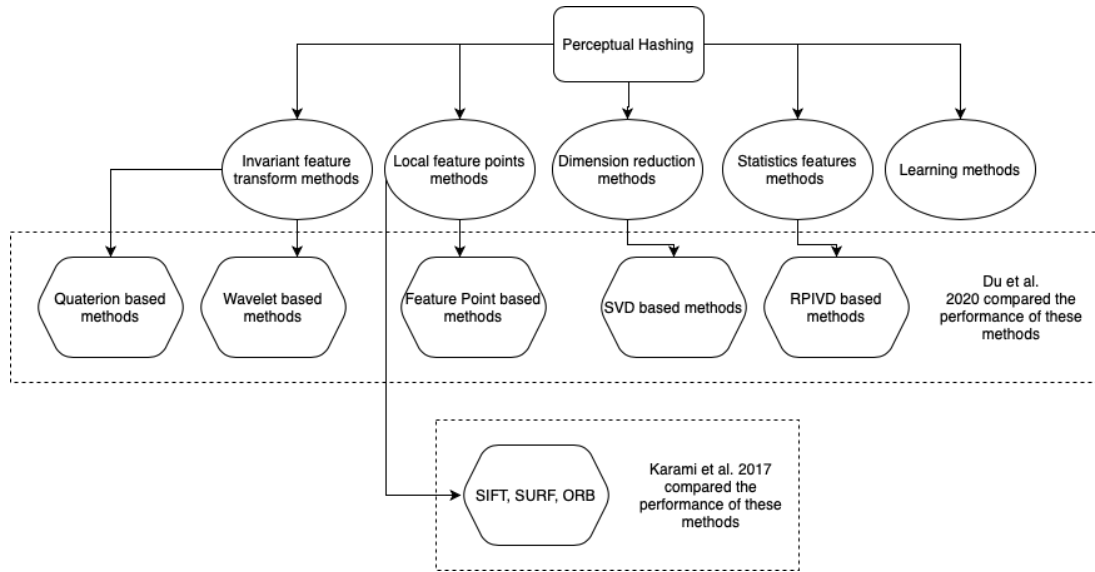 Perceptual Hashing
Invariant feature
transform methods
Local feature points
methods
Dimension reduction
methods
Statistics features
methods
Learning methods
Quaterion based
methods
Wavelet based
methods
Feature Point based
methods
SVD based methods
RPIVD based
methods
Du et al.
2020 compared the
performance of these
methods
SIFT, SURF, ORB
Karami et al. 2017
compared the
performance of these
methods